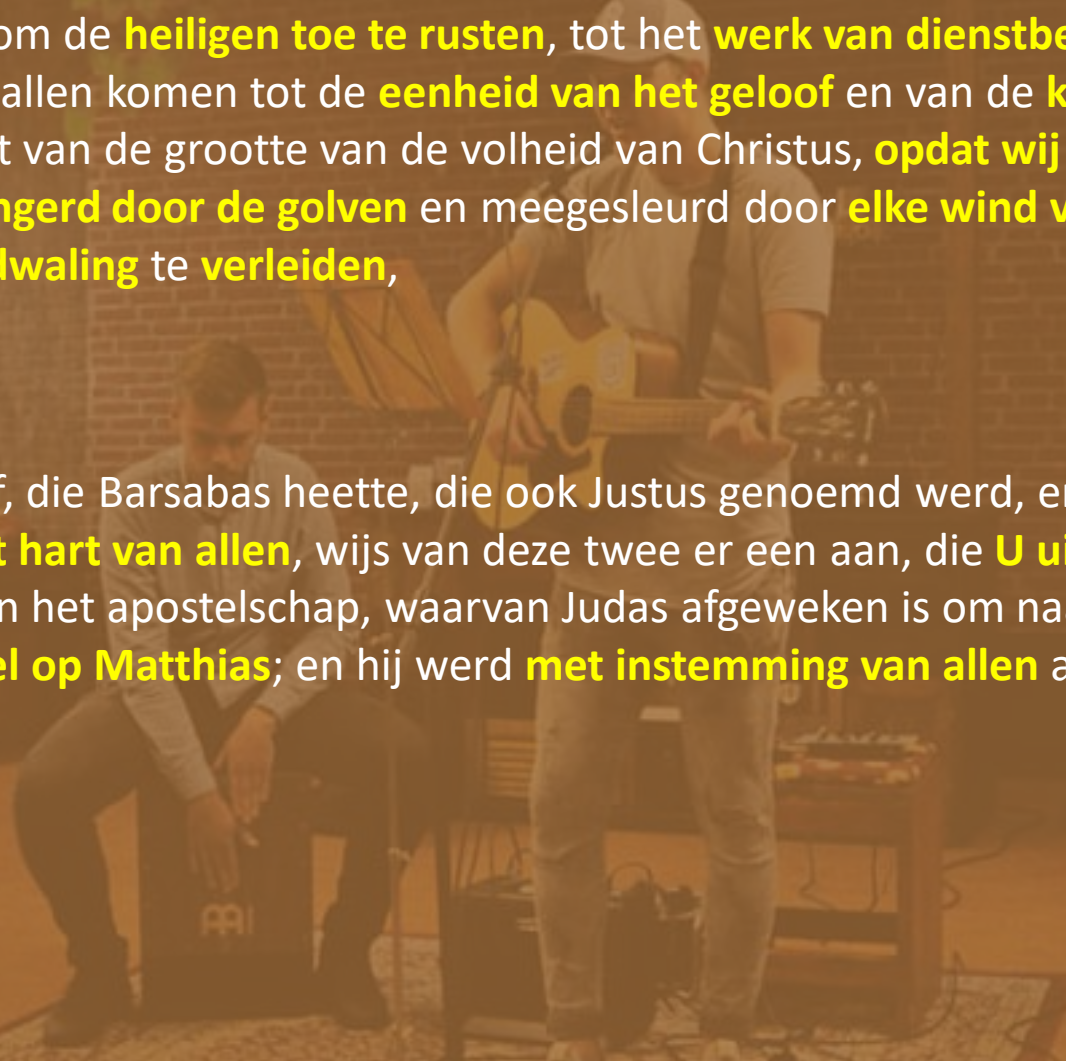 om de heiligen toe te rusten, tot het werk van dienstbe
allen komen tot de eenheid van het geloof en van de k
t van de grootte van de volheid van Christus, opdat wij
ngerd door de golven en meegesleurd door elke wind v
dwaling te verleiden,
f, die Barsabas heette, die ook Justus genoemd werd, en
t hart van allen, wijs van deze twee er een aan, die U ui
n het apostelschap, waarvan Judas afgeweken is om naa
el op Matthias; en hij werd met instemming van allen a